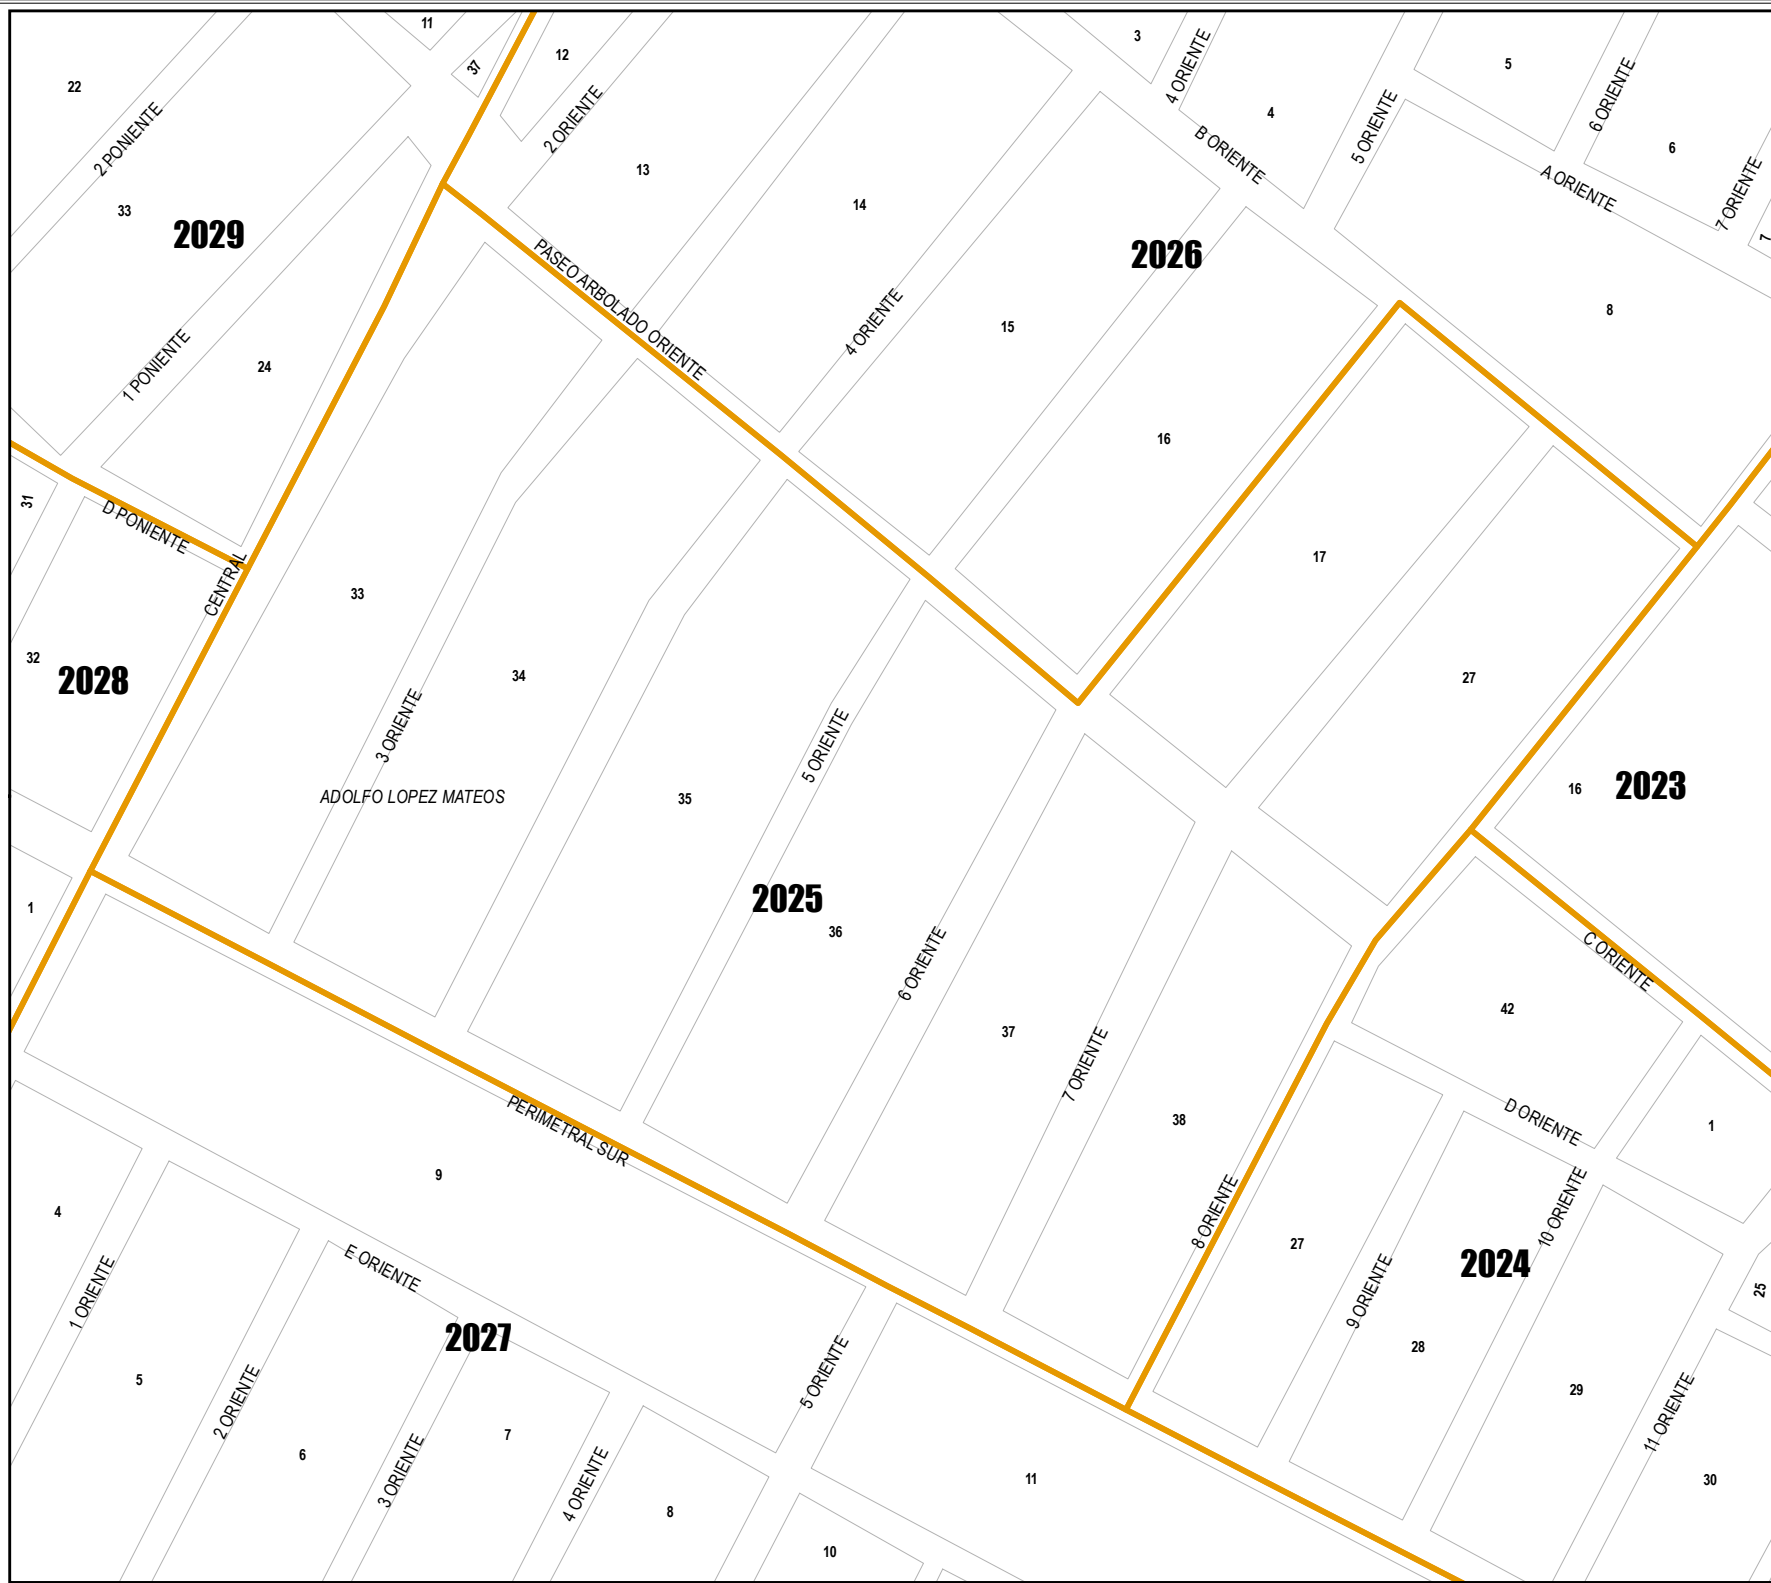 11
3
5
12
37
22
4 ORIENTE
6 ORIENTE
4
2 ORIENTE
5 ORIENTE
2 PONIENTE
B ORIENTE
6
13
A ORIENTE
7 ORIENTE
33
14
2029
7
2026
PASEO ARBOLADO ORIENTE
8
4 ORIENTE
15
1 PONIENTE
24
16
31
D PONIENTE
17
CENTRAL
33
32
2028
34
27
3 ORIENTE
5 ORIENTE
16
2023
ADOLFO LOPEZ MATEOS
35
2025
1
36
6 ORIENTE
C ORIENTE
42
37
7 ORIENTE
PERIMETRAL SUR
38
D ORIENTE
1
9
4
8 ORIENTE
10 ORIENTE
27
1 ORIENTE
E ORIENTE
2024
9 ORIENTE
25
2027
28
5
5 ORIENTE
29
2 ORIENTE
11 ORIENTE
7
6
3 ORIENTE
4 ORIENTE
11
30
8
10